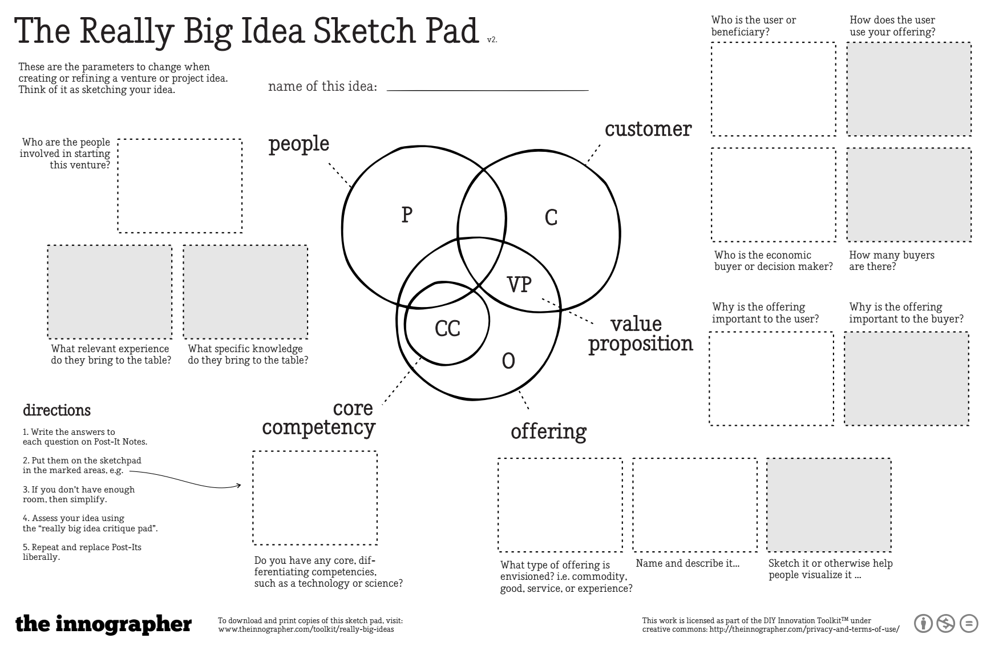 The Really Big Idea Sketch Pad v2.
These are the parameters to change when
creating or refining a venture or project idea.
Think of it as sketching your idea.
name of this idea:
Who is the user or
beneficiary?
How does the user
use your offering?
Who are the people
involved in starting
this venture?
people
customer
P
C
VP
CC
O
Who is the economic
buyer or decision maker?
How many buyers
are there?
value
proposition
Why is the offering
important to the user?
Why is the offering
important to the buyer?
What relevant experience
do they bring to the table?
What specific knowledge
do they bring to the table?
core
competency
offering
directions
1. Write the answers to
each question on Post-It Notes.
2. Put them on the sketchpad
in the marked areas, e.g.
3. If you don't have enough
room, then simplify.
4. Assess your idea using
the “really big idea critique pad”.
5. Repeat and replace Post-Its
liberally.
Do you have any core, dif-
ferentiating competencies,
such as a technology or science?
What type of offering is
envisioned? i.e. commodity,
good, service, or experience?
Name and describe it...
Sketch it or otherwise help
people visualize it ...
the innographer
To download and print copies of this sketch pad, visit:
www.theinnographer.com/toolkit/really-big-ideas
This work is licensed as part of the DIY Innovation Toolkit™ under
creative commons: http://theinnographer.com/privacy-and-terms-of-use/